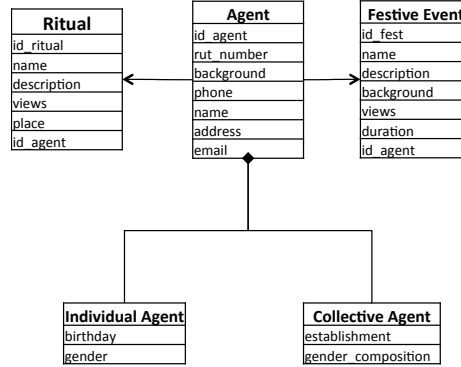 Ritual
id_ritual
name
description
views
place
id_agent
Agent
id_agent
rut_number
background
phone
name
address
email
Festive Event
id_fest
name
description
background
views
duration
id_agent
Individual Agent
birthday
gender
Collective Agent
establishment
gender_composition